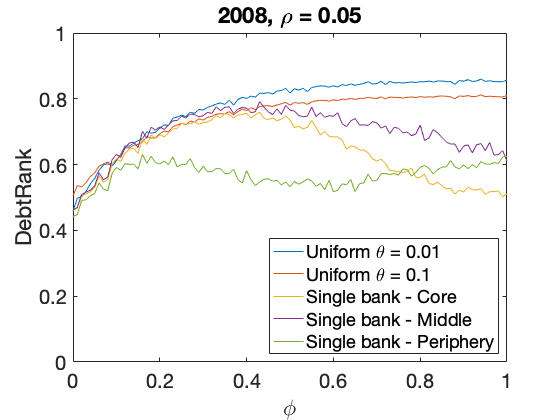 2008, ρ = 0.05
1
0.8
0.6
0.4
0.2
0
DebtRank
0
0.2
0.4
0.6
0.8
1
ϕ
Uniform θ = 0.01
Uniform θ = 0.1
Single bank - Core
Single bank - Middle
Single bank - Periphery